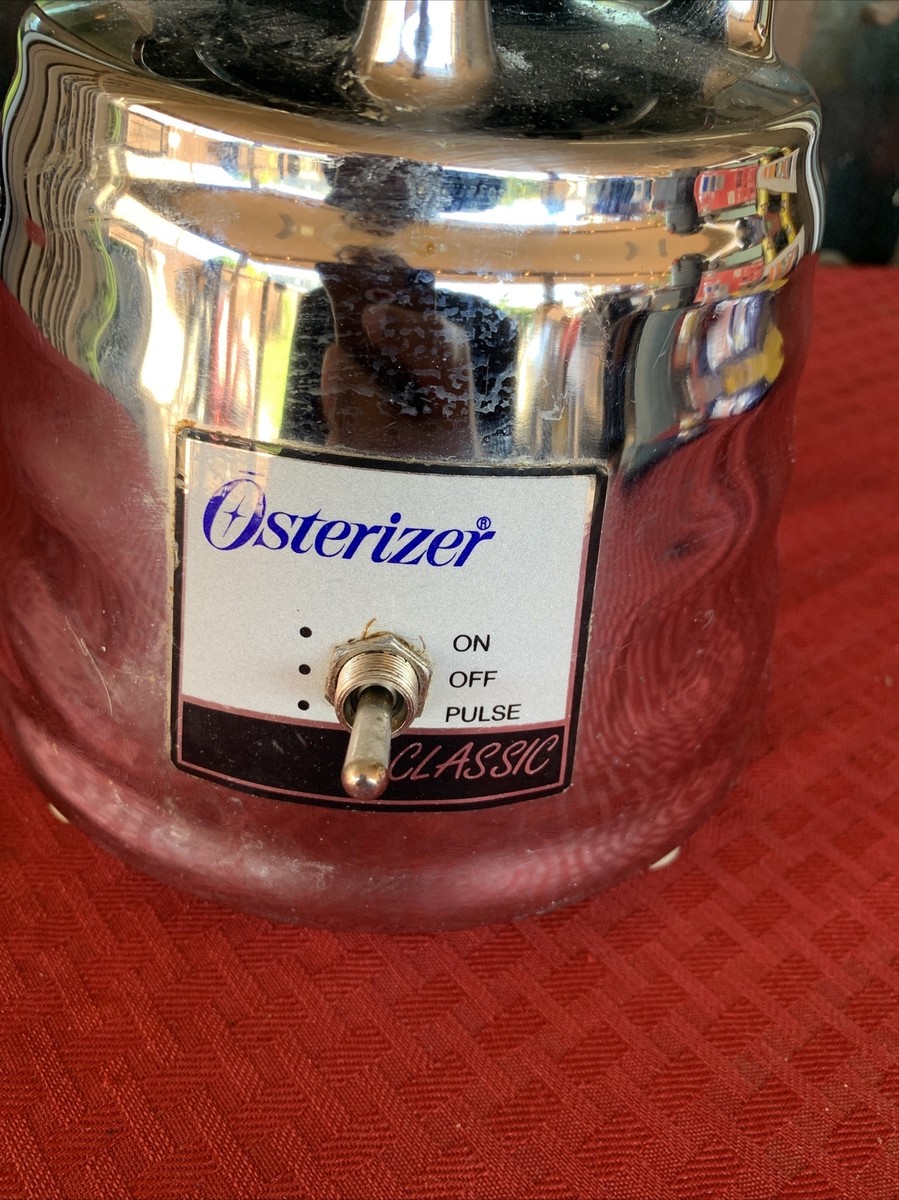 Osterizer®
ON
OFF
PULSE
CLASSIC